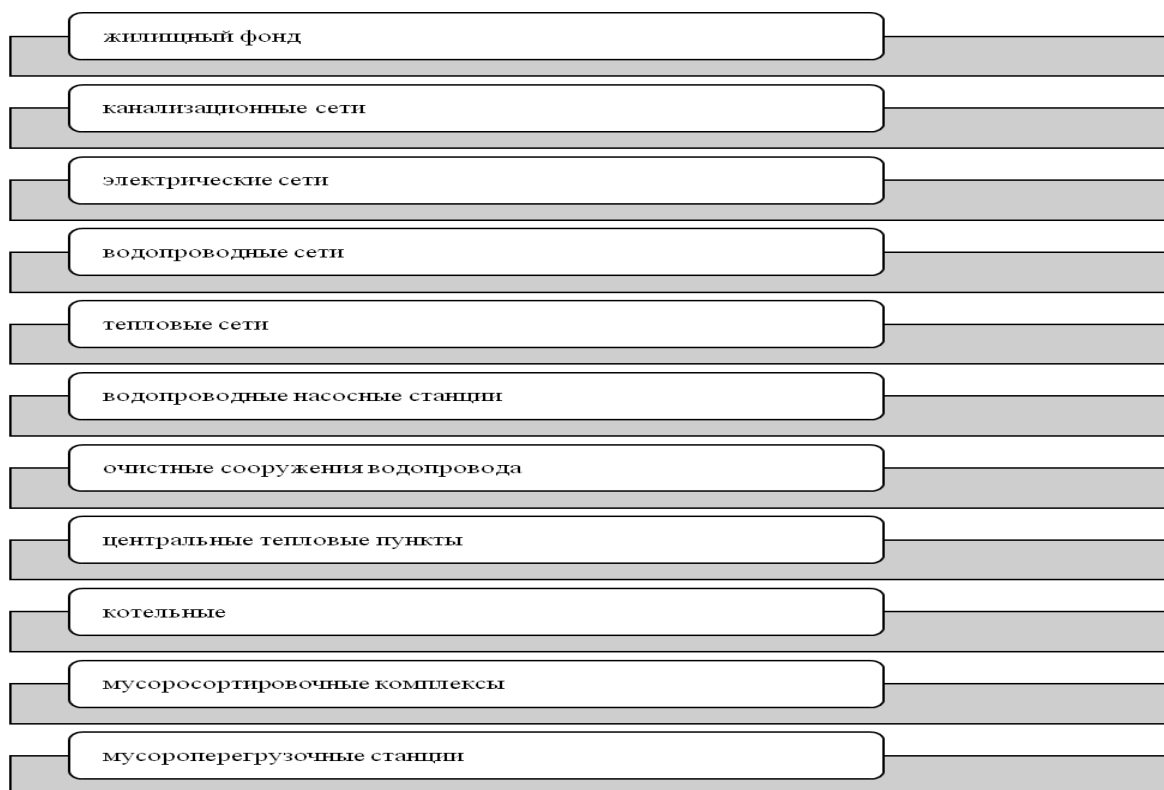 жилищный фонд
канализационные сети
электрические сети
водопроводные сети
тепловые сети
водопроводные насосные станции
очистные сооружения водопровода
центральные тепловые пункты
котельные
мусоросортировочные комплексы
мусороперегрузочные станции